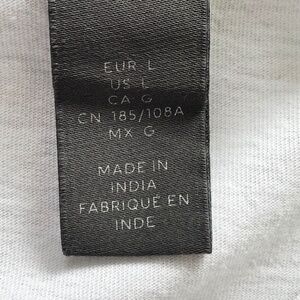 EUR L
US L
CA G
CN 185/108A
MX G
MADE IN
INDIA
FABRIQUÉ EN
INDE